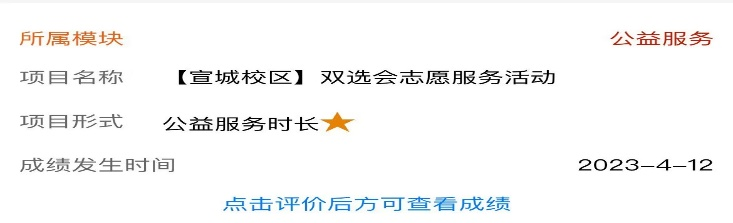 所属模块 公益服务
项目名称 【宣城校区】双选会志愿服务活动
项目形式 公益服务时长
成绩发生时间 2023-4-12
点击评价后方可查看成绩